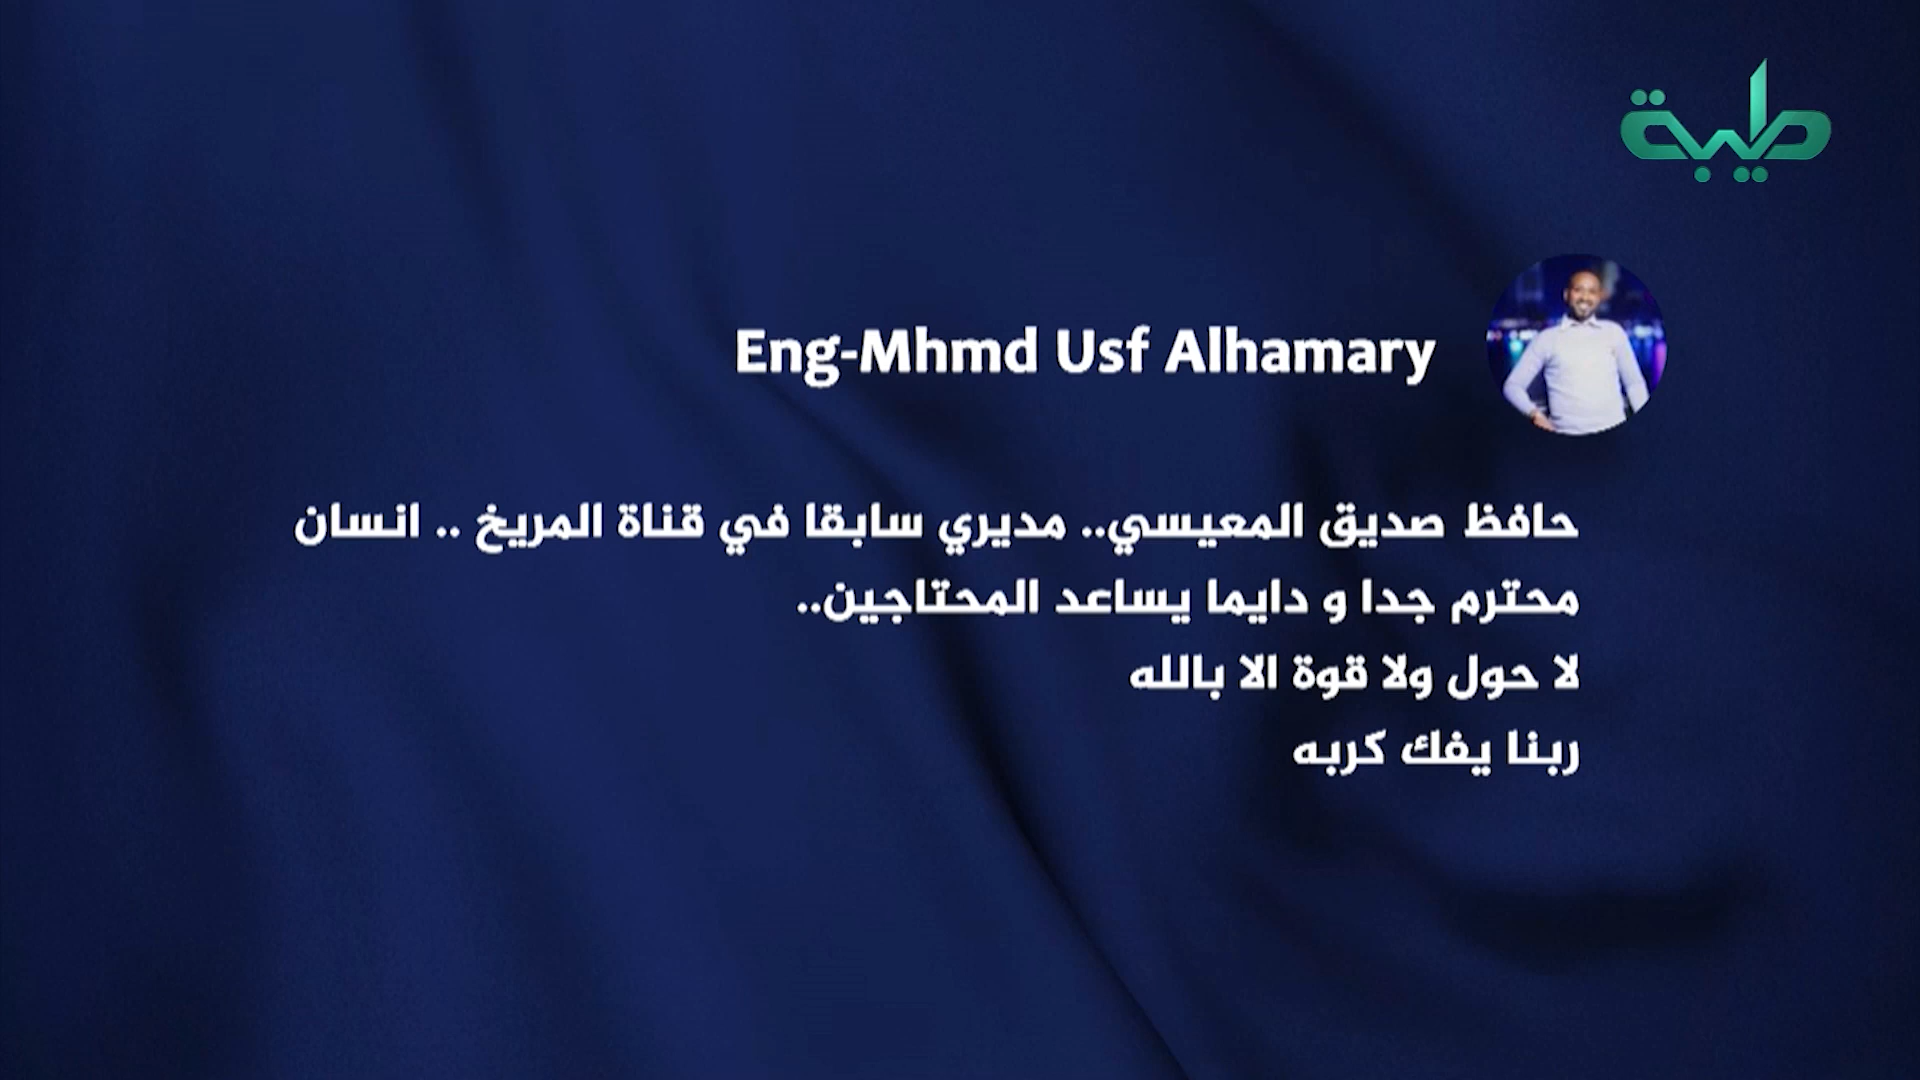 طيبة
Eng-Mhmd Usf Alhamary
حافظ صديق المعيسي.. مديري سابقا في قناة المريخ .. انسان
محترم جدا و دايما يساعد المحتاجين..
لا حول ولا قوة الا بالله
ربنا يفك كربه